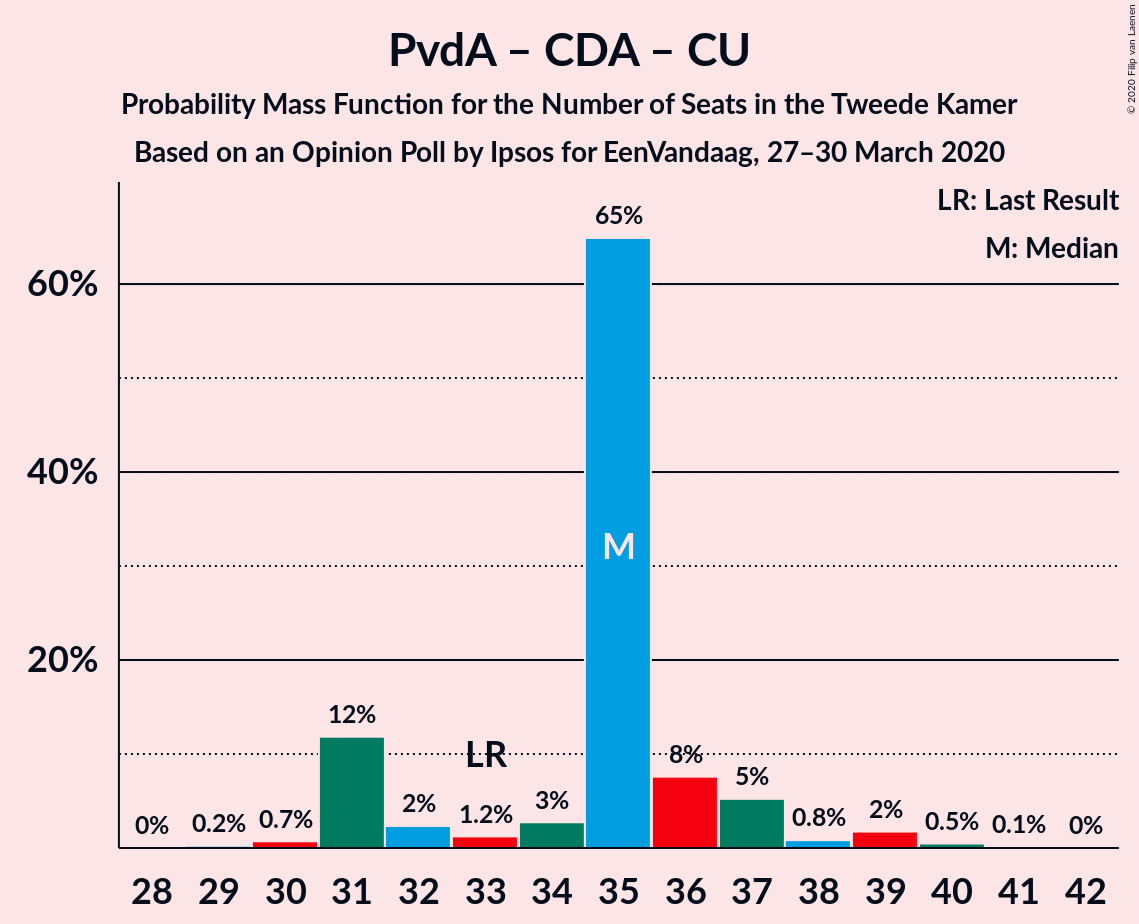 PvdA – CDA – CU
Probability Mass Function for the Number of Seats in the Tweede Kamer
Based on an Opinion Poll by Ipsos for EenVandaag, 27–30 March 2020
© 2020 Filip van Laenen
LR: Last Result
M: Median
60%
40%
20%
0%
0.2%
0.7%
12%
2%
1.2%
3%
65%
8%
5%
0.8%
2%
0.5%
0.1%
0%
LR
M
28 29 30 31 32 33 34 35 36 37 38 39 40 41 42